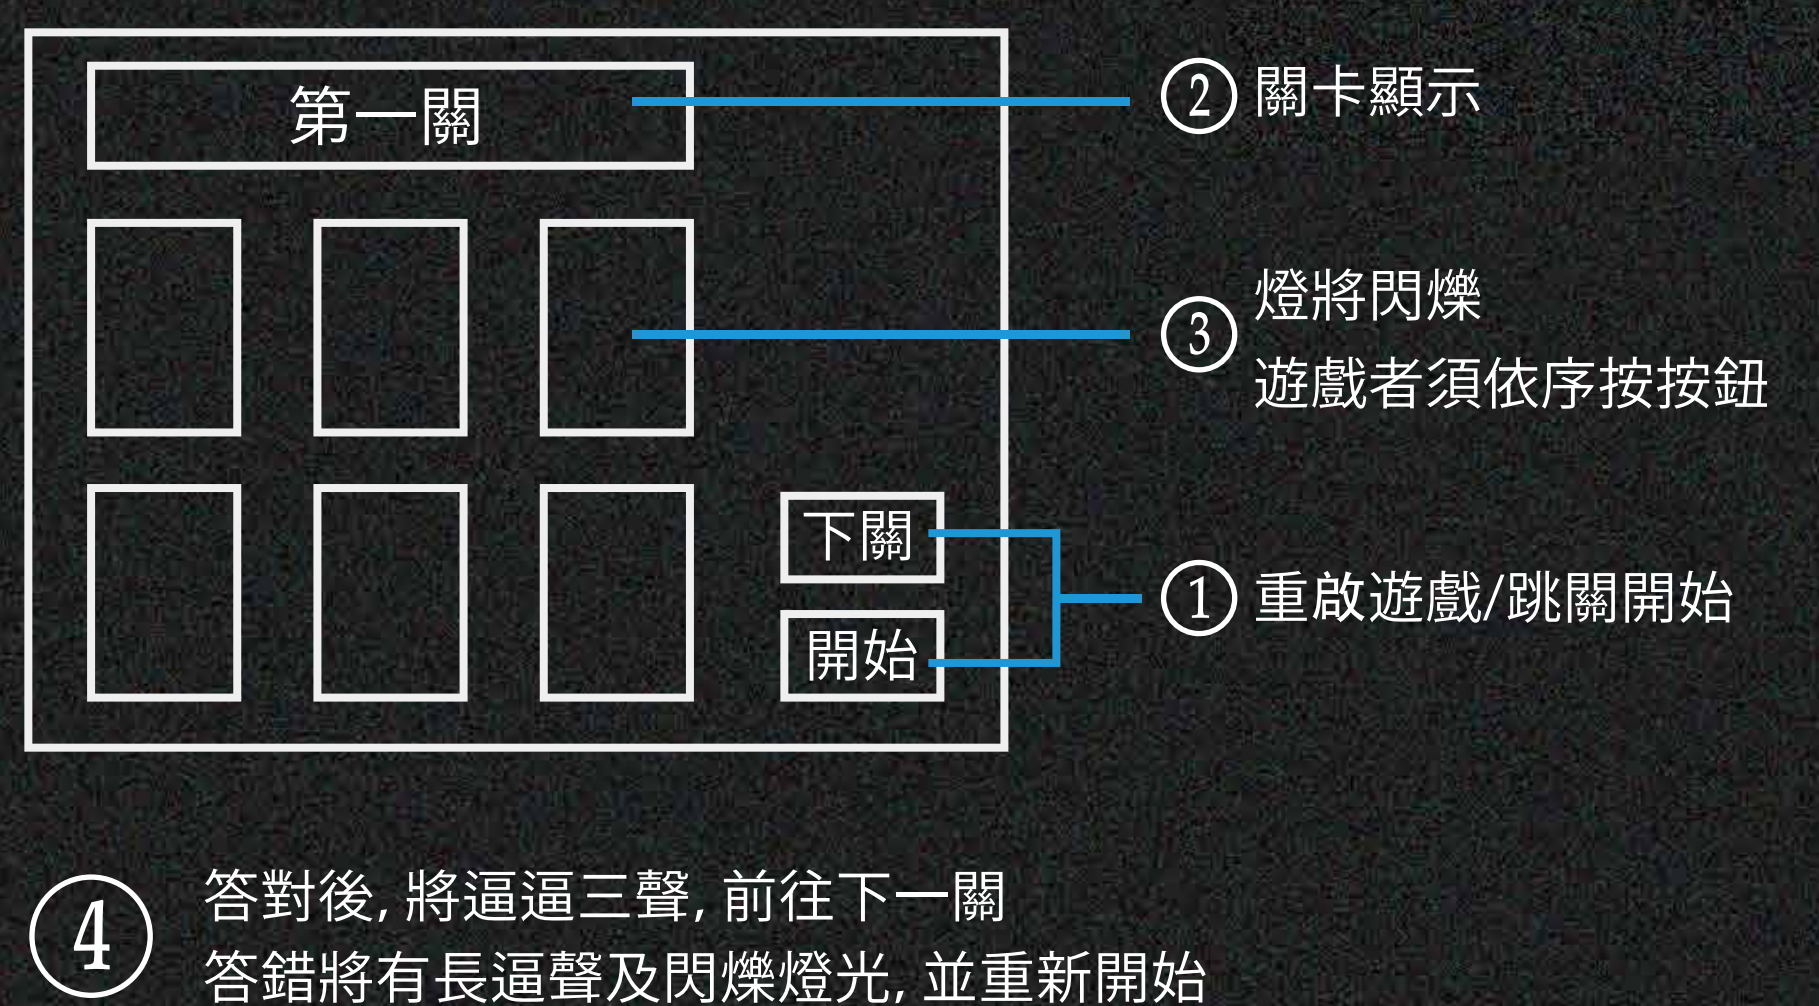 第一關
② 關卡顯示
③ 燈將閃爍
遊戲者須依序按按鈕
下關
開始
① 重啟遊戲/跳關開始
④ 答對後, 將逼逼三聲, 前往下一關
答錯將有長逼聲及閃爍燈光, 並重新開始